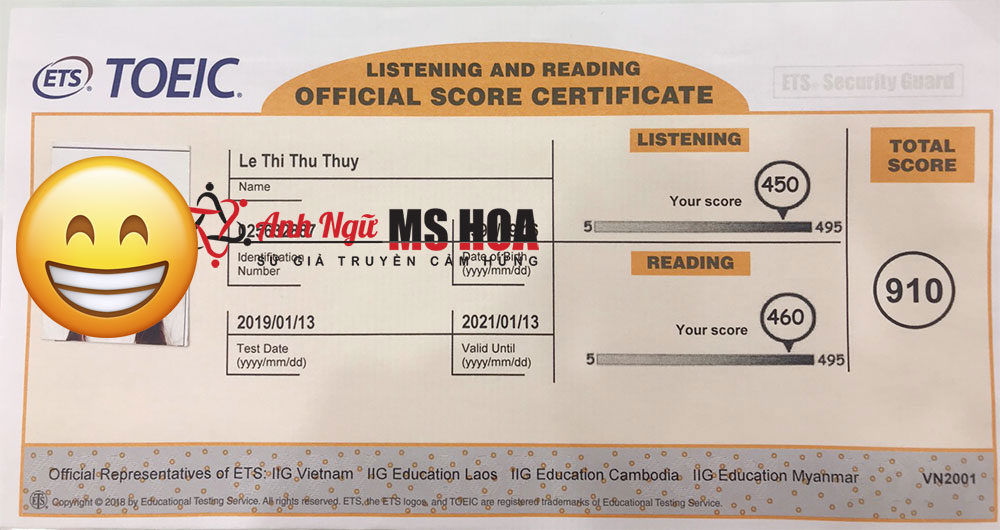 ETS® TOEIC®
LISTENING AND READING
OFFICIAL SCORE CERTIFICATE
ETS® Security Guard
Le Thi Thu Thuy
Name
Anh Ngữ MS HOA
SỨ GIẢ TRUYỀN CẢM HỨNG
Identification
Number
Date of Birth
(yyyy/mm/dd)
2019/01/13
Test Date
(yyyy/mm/dd)
2021/01/13
Valid Until
(yyyy/mm/dd)
LISTENING
Your score 450
5 495
READING
Your score 460
5 495
TOTAL
SCORE
910
Official Representatives of ETS: IIG Vietnam IIG Education Laos IIG Education Cambodia IIG Education Myanmar VN2001
ETS Copyright © 2018 by Educational Testing Service. All rights reserved. ETS, the ETS logos, and TOEIC are registered trademarks of Educational Testing Service.